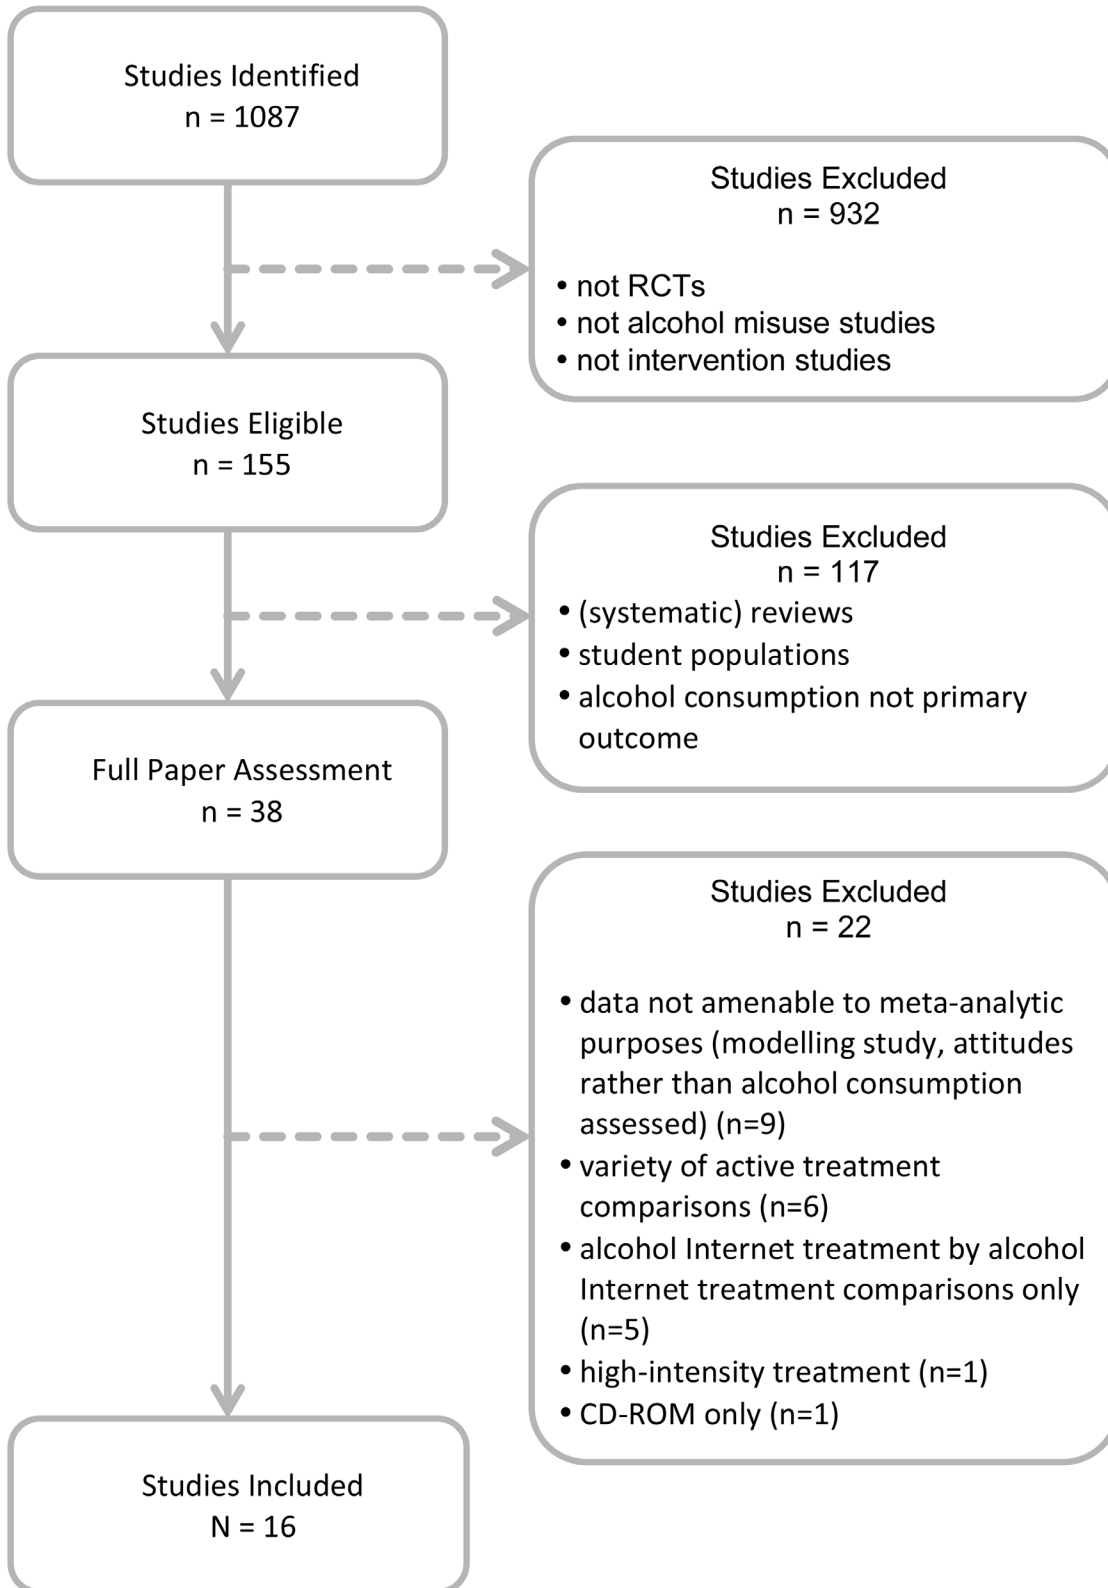 Studies Identified
n = 1087
Studies Excluded
n = 932
• not RCTs
• not alcohol misuse studies
• not intervention studies
Studies Eligible
n = 155
Studies Excluded
n = 117
• (systematic) reviews
• student populations
• alcohol consumption not primary
outcome
Full Paper Assessment
n = 38
Studies Excluded
n = 22
• data not amenable to meta-analytic
purposes (modelling study, attitudes
rather than alcohol consumption
assessed) (n=9)
• variety of active treatment
comparisons (n=6)
• alcohol Internet treatment by alcohol
Internet treatment comparisons only
(n=5)
• high-intensity treatment (n=1)
• CD-ROM only (n=1)
Studies Included
N = 16